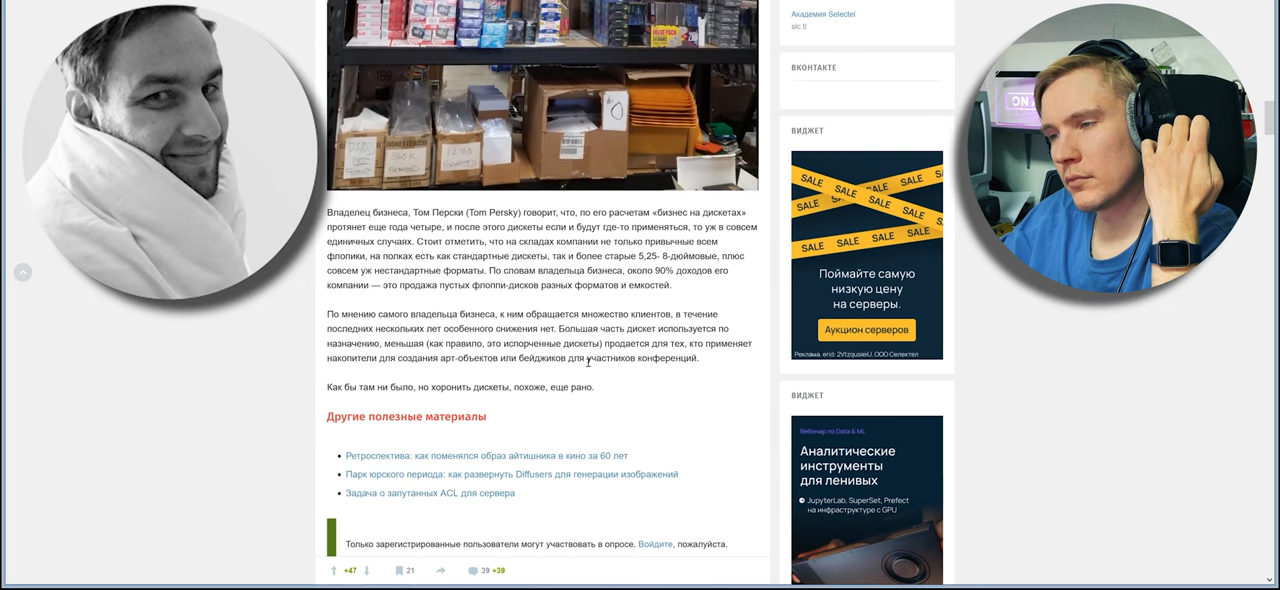 VALUE PACK
ON A
Академия Selectel
slc.tl
ВКОНТАКТЕ
ВИДЖЕТ
SALE SALE SALE
SALE SALE SALE
SALE SALE SALE
Поймайте самую
низкую цену
на серверы.
Аукцион серверов
Реклама. erid: 2VtzqusieiU. ООО Селектел
Владелец бизнеса, Том Перски (Tom Persky) говорит, что, по его расчетам «бизнес на дискетах»
протянет еще года четыре, и после этого дискеты если и будут где-то применяться, то уж в совсем
единичных случаях. Стоит отметить, что на складах компании не только привычные всем
флопики, на полках есть как стандартные дискеты, так и более старые 5,25- 8-дюймовые, плюс
совсем уж нестандартные форматы. По словам владельца бизнеса, около 90% доходов его
компании — это продажа пустых флоппи-дисков разных форматов и емкостей.
По мнению самого владельца бизнеса, к ним обращается множество клиентов, в течение
последних нескольких лет особенного снижения нет. Большая часть дискет используется по
назначению, меньшая (как правило, это испорченные дискеты) продается для тех, кто применяет
накопители для создания арт-объектов или бейджиков для участников конференций.
Как бы там ни было, но хоронить дискеты, похоже, еще рано.
Другие полезные материалы
Ретроспектива: как поменялся образ айтишника в кино за 60 лет
Парк юрского периода: как развернуть Diffusers для генерации изображений
Задача о запутанных ACL для сервера
Только зарегистрированные пользователи могут участвовать в опросе. Войдите, пожалуйста.
+47 21 39 +39
ВИДЖЕТ
Вебинар по Data & ML
Аналитические
инструменты
для ленивых
JupyterLab, SuperSet, Prefect
на инфраструктуре с GPU